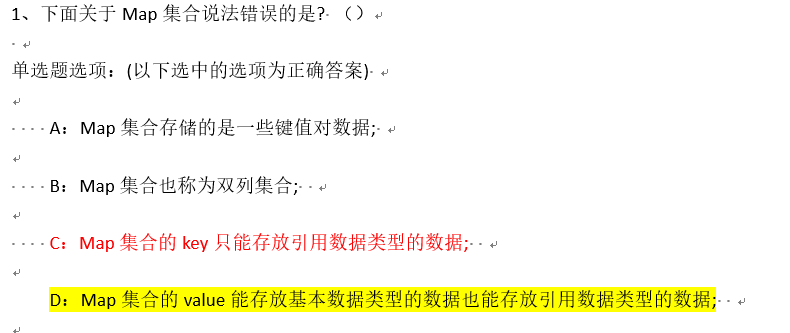 1、下面关于 Map 集合说法错误的是? （）
单选题选项：(以下选中的选项为正确答案)
A：Map 集合存储的是一些键值对数据;
B：Map 集合也称为双列集合;
C：Map 集合的 key 只能存放引用数据类型的数据;
D：Map 集合的 value 能存放基本数据类型的数据也能存放引用数据类型的数据;